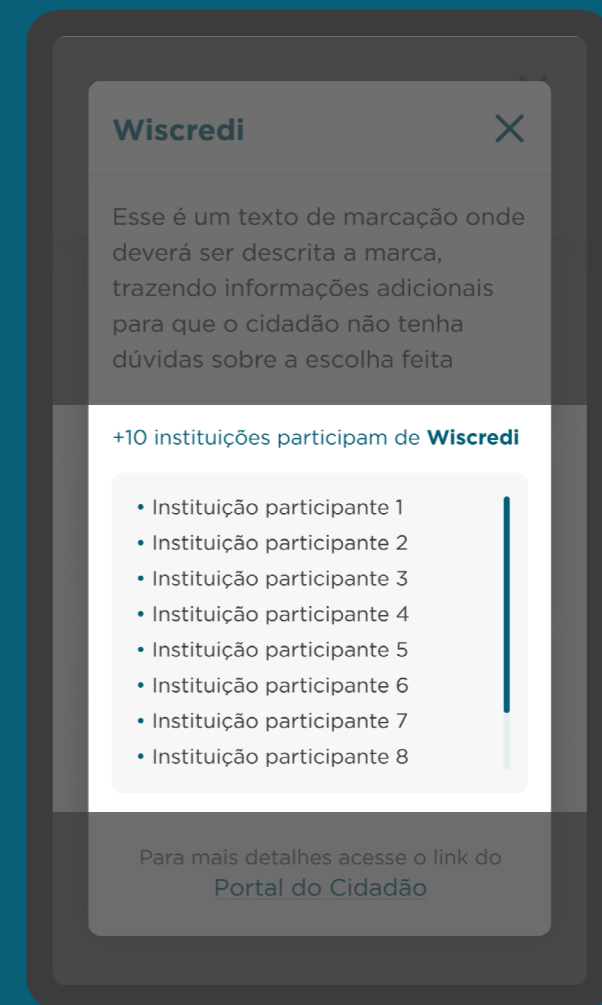 Wiscredi
Esse é um texto de marcação onde
deverá ser descrita a marca,
trazendo informações adicionais
para que o cidadão não tenha
dúvidas sobre a escolha feita
+10 instituições participam de Wiscredi
• Instituição participante 1
• Instituição participante 2
• Instituição participante 3
• Instituição participante 4
• Instituição participante 5
• Instituição participante 6
• Instituição participante 7
• Instituição participante 8
Para mais detalhes acesse o link do
Portal do Cidadão